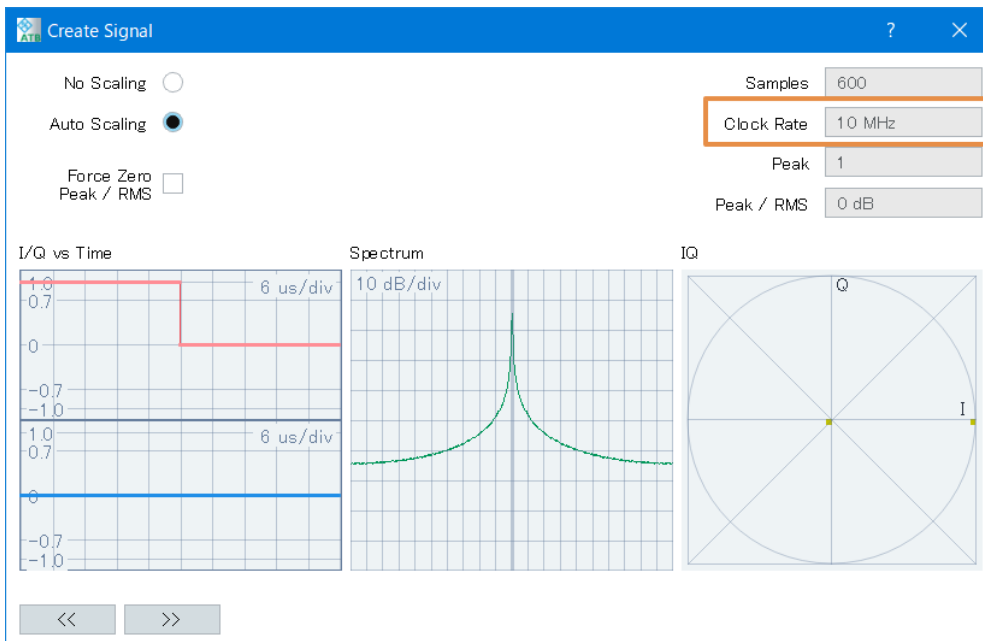 ATB Create Signal ? ×
No Scaling
Samples 600
Auto Scaling
Clock Rate 10 MHz
Peak 1
Force Zero
Peak / RMS
Peak / RMS 0 dB
I/Q vs Time
1.0
0.7
0
-0.7
-1.0
6 us/div
1.0
0.7
0
-0.7
-1.0
6 us/div
Spectrum
10 dB/div
IQ
Q
I
<< >>